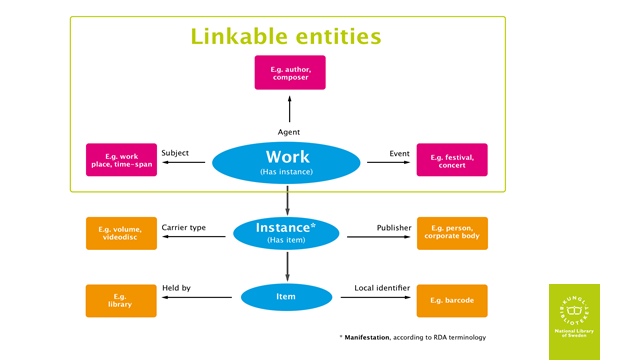 Linkable entities
E.g. author,
composer
Agent
E.g. work
place, time-span
Subject
Work
(Has instance)
Event
E.g. festival,
concert
E.g. volume,
videodisc
Carrier type
Instance*
(Has item)
Publisher
E.g. person,
corporate body
E.g.
library
Held by
Item
Local identifier
E.g. barcode
* Manifestation, according to RDA terminology
KUNGL
BIBLIOTEKET
National Library
of Sweden